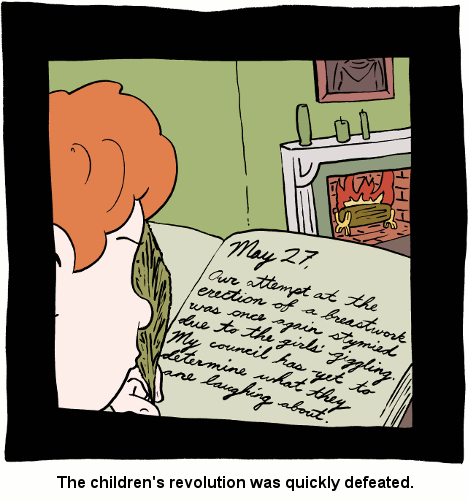 May 27.
Our attempt at the
erection of a breastwork
was once again stymied
due to the girls' giggling.
My council has yet to
determine what they
are laughing about.
The children's revolution was quickly defeated.